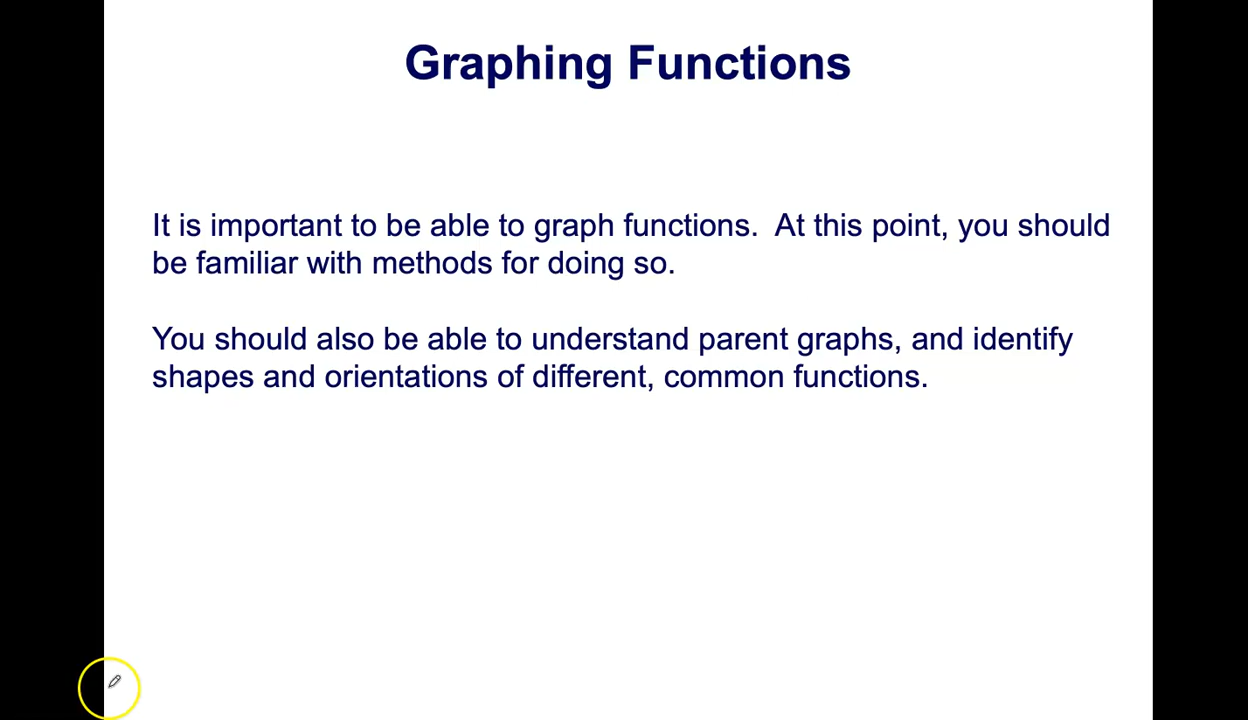 Graphing Functions
It is important to be able to graph functions.  At this point, you should
be familiar with methods for doing so.
You should also be able to understand parent graphs, and identify
shapes and orientations of different, common functions.